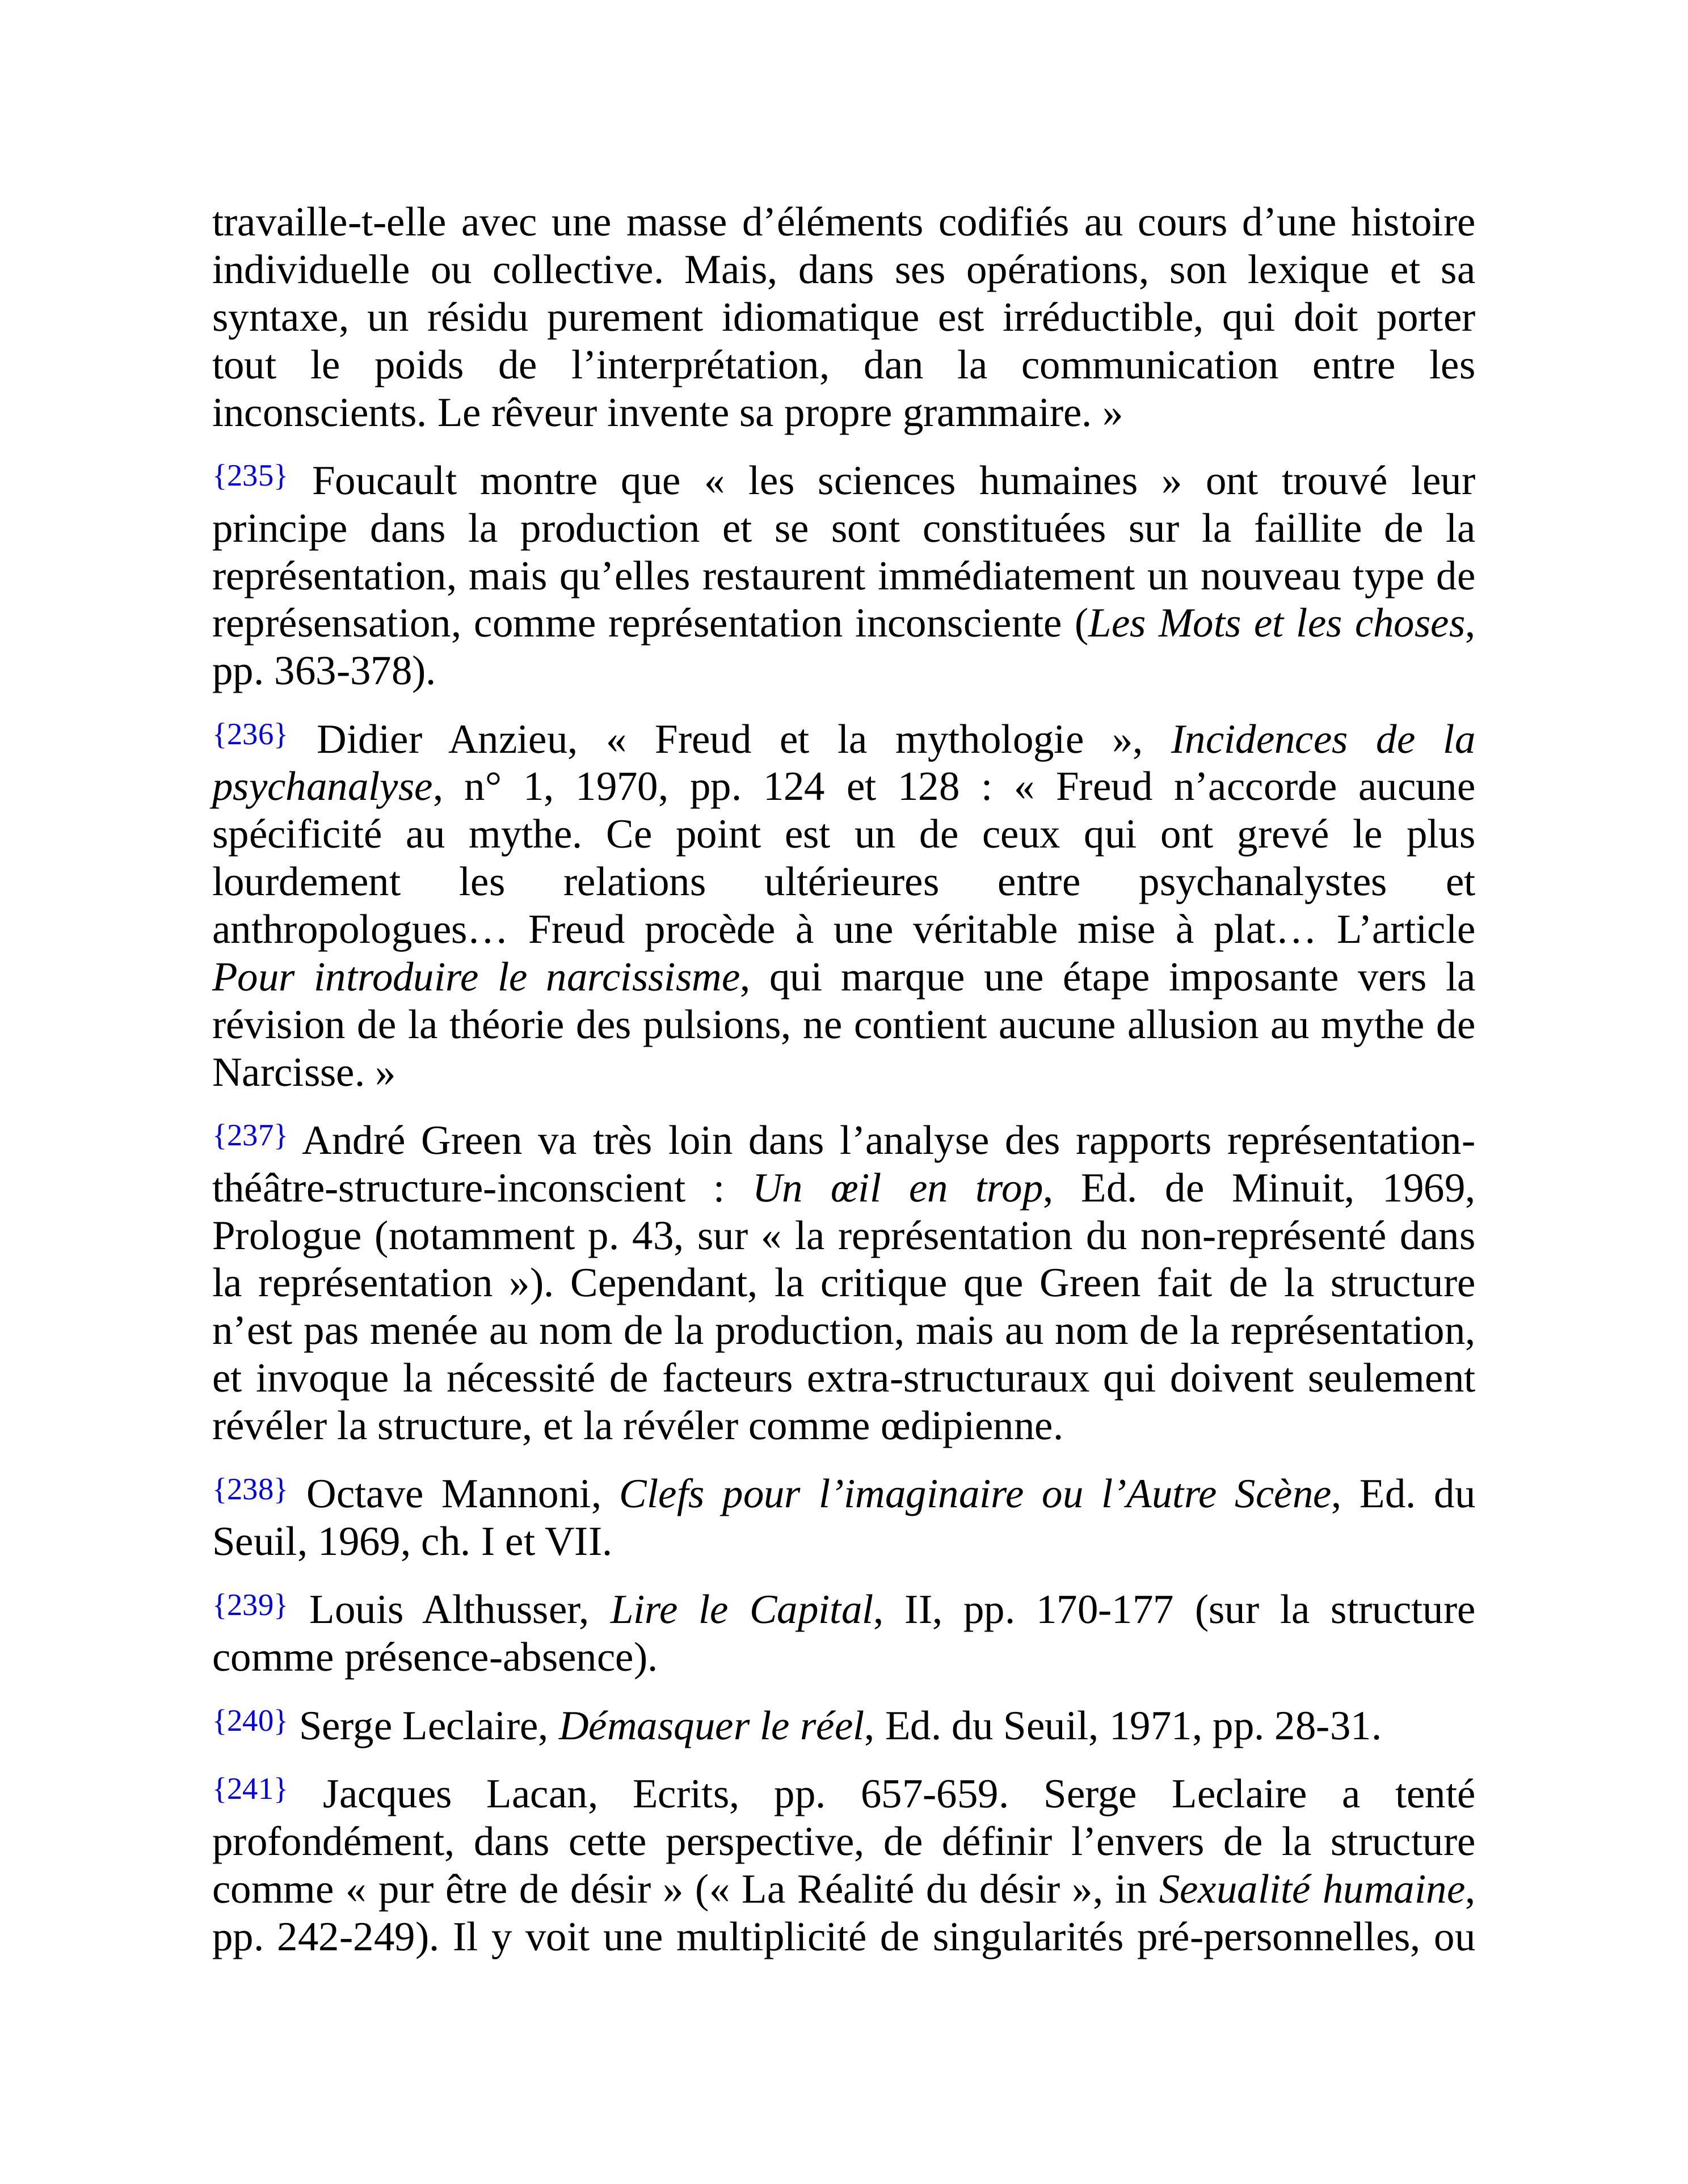 travaille-t-elle avec une masse d’éléments codifiés au cours d’une histoire
individuelle ou collective. Mais, dans ses opérations, son lexique et sa
syntaxe, un résidu purement idiomatique est irréductible, qui doit porter
tout le poids de l’interprétation, dan la communication entre les
inconscients. Le rêveur invente sa propre grammaire. »
{235} Foucault montre que « les sciences humaines » ont trouvé leur
principe dans la production et se sont constituées sur la faillite de la
représentation, mais qu’elles restaurent immédiatement un nouveau type de
représensation, comme représentation inconsciente (Les Mots et les choses,
pp. 363-378).
{236} Didier Anzieu, « Freud et la mythologie », Incidences de la
psychanalyse, n° 1, 1970, pp. 124 et 128 : « Freud n’accorde aucune
spécificité au mythe. Ce point est un de ceux qui ont grevé le plus
lourdement les relations ultérieures entre psychanalystes et
anthropologues… Freud procède à une véritable mise à plat… L’article
Pour introduire le narcissisme, qui marque une étape imposante vers la
révision de la théorie des pulsions, ne contient aucune allusion au mythe de
Narcisse. »
{237} André Green va très loin dans l’analyse des rapports représentation-
théâtre-structure-inconscient : Un œil en trop, Ed. de Minuit, 1969,
Prologue (notamment p. 43, sur « la représentation du non-représenté dans
la représentation »). Cependant, la critique que Green fait de la structure
n’est pas menée au nom de la production, mais au nom de la représentation,
et invoque la nécessité de facteurs extra-structuraux qui doivent seulement
révéler la structure, et la révéler comme œdipienne.
{238} Octave Mannoni, Clefs pour l’imaginaire ou l’Autre Scène, Ed. du
Seuil, 1969, ch. I et VII.
{239} Louis Althusser, Lire le Capital, II, pp. 170-177 (sur la structure
comme présence-absence).
{240} Serge Leclaire, Démasquer le réel, Ed. du Seuil, 1971, pp. 28-31.
{241} Jacques Lacan, Ecrits, pp. 657-659. Serge Leclaire a tenté
profondément, dans cette perspective, de définir l’envers de la structure
comme « pur être de désir » (« La Réalité du désir », in Sexualité humaine,
pp. 242-249). Il y voit une multiplicité de singularités pré-personnelles, ou